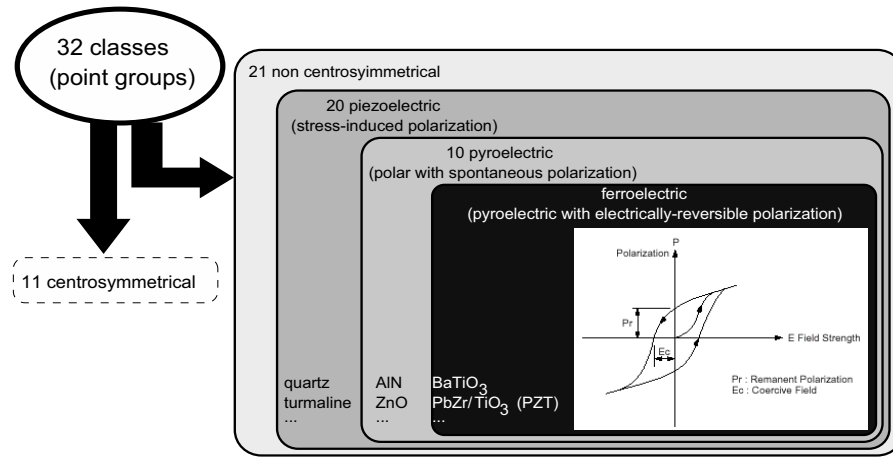 32 classes
(point groups)
21 non centrosyimmetrical
20 piezoelectric
(stress-induced polarization)
10 pyroelectric
(polar with spontaneous polarization)
ferroelectric
(pyroelectric with electrically-reversible polarization)
11 centrosymmetrical
P
Polarization
Pr
Ec
E Field Strength
Pr : Remanent Polarization
Ec : Coercive Field
quartz AlN BaTiO₃
turmaline ZnO PbZr/TiO₃ (PZT)
... ... ...